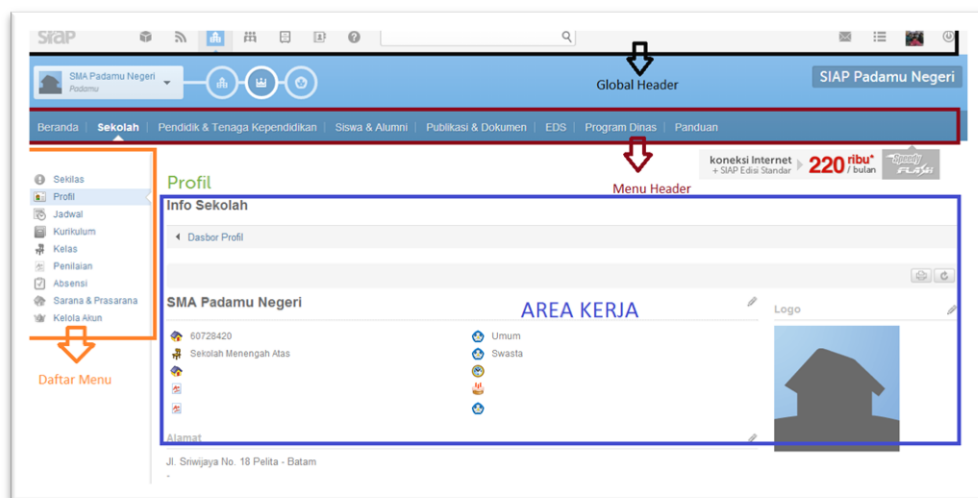 siap
SMA Padamu Negeri
Padamu
Global Header
SIAP Padamu Negeri
Beranda | Sekolah | Pendidik & Tenaga Kependidikan | Siswa & Alumni | Publikasi & Dokumen | EDS | Program Dinas | Panduan
Menu Header
koneksi Internet
+ SIAP Edisi Standar
220 ribu*
/ bulan
Speedy
FLASH
Sekilas
Profil
Jadwal
Kurikulum
Kelas
Penilaian
Absensi
Sarana & Prasarana
Kelola Akun
Daftar Menu
Profil
Info Sekolah
Dasbor Profil
SMA Padamu Negeri
AREA KERJA
Logo
60728420
Umum
Sekolah Menengah Atas
Swasta
Alamat
Jl. Sriwijaya No. 18 Pelita - Batam
-